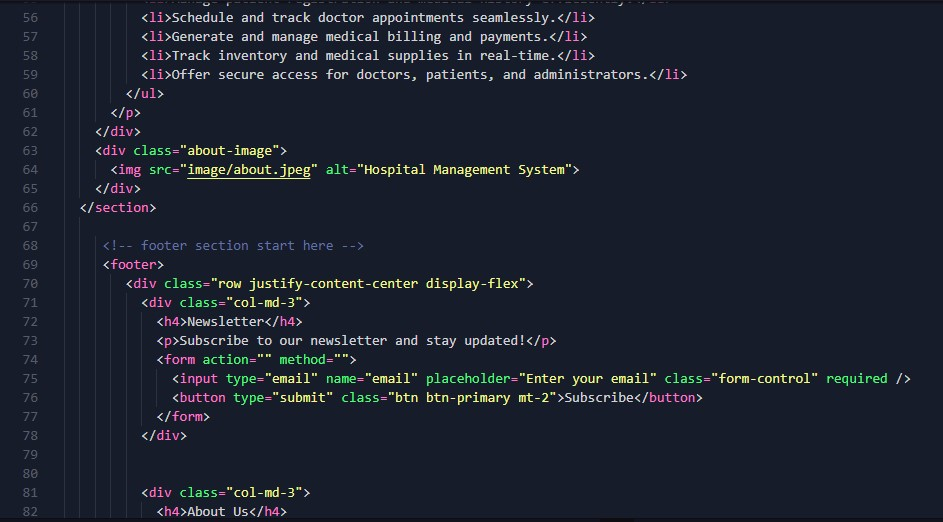 56 <li>Schedule and track doctor appointments seamlessly.</li>
57 <li>Generate and manage medical billing and payments.</li>
58 <li>Track inventory and medical supplies in real-time.</li>
59 <li>Offer secure access for doctors, patients, and administrators.</li>
60 </ul>
61 </p>
62 </div>
63 <div class="about-image">
64 <img src="image/about.jpeg" alt="Hospital Management System">
65 </div>
66 </section>
67
68 <!-- footer section start here -->
69 <footer>
70 <div class="row justify-content-center display-flex">
71 <div class="col-md-3">
72 <h4>Newsletter</h4>
73 <p>Subscribe to our newsletter and stay updated!</p>
74 <form action="" method="">
75 <input type="email" name="email" placeholder="Enter your email" class="form-control" required />
76 <button type="submit" class="btn btn-primary mt-2">Subscribe</button>
77 </form>
78 </div>
79
80
81 <div class="col-md-3">
82 <h4>About Us</h4>